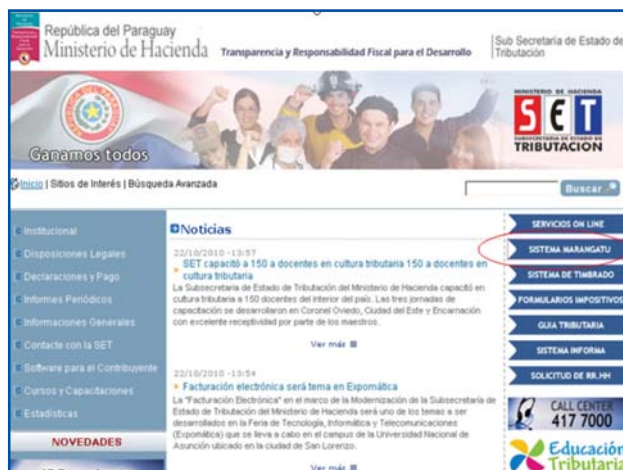 República del Paraguay
Ministerio de Hacienda
Transparencia y Responsabilidad Fiscal para el Desarrollo
Sub Secretaría de Estado de
Tributación
Ganamos todos
MINISTERIO DE HACIENDA
SET
SUBSECRETARIA DE ESTADO DE
TRIBUTACIÓN
Inicio | Sitios de Interés | Búsqueda Avanzada
Buscar
Institucional
Disposiciones Legales
Declaraciones y Pago
Informes Periódicos
Informaciones Generales
Contacte con la SET
Software para el Contribuyente
Cursos y Capacitaciones
Estadísticas
NOVEDADES
Noticias
22/10/2010 -13:57
SET capacitó a 150 a docentes en cultura tributaria 150 a docentes en
cultura tributaria
La Subsecretaria de Estado de Tributación del Ministerio de Hacienda capacitó en
cultura tributaria a 150 docentes del interior del país. Las tres jornadas de
capacitación se desarrollaron en Coronel Oviedo, Ciudad del Este y Encarnación
con excelente receptividad por parte de los maestros.
Ver más
22/10/2010 -13:54
Facturación electrónica será tema en Expomática
La "Facturación Electrónica" en el marco de la Modernización de la Subsecretaría de
Estado de Tributación del Ministerio de Hacienda será uno de los temas a ser
desarrollados en la Feria de Tecnología, Informática y Telecomunicaciones
(Expomática) que se lleva a cabo en el campus de la Universidad Nacional de
Asunción ubicado en la ciudad de San Lorenzo.
Ver más
SERVICIOS ON LINE
SISTEMA MARANGATU
SISTEMA DE TIMBRADO
FORMULARIOS IMPOSITIVOS
GUIA TRIBUTARIA
SISTEMA INFORMA
SOLICITUD DE RR.HH
CALL CENTER
417 7000
Educación
Tributaria